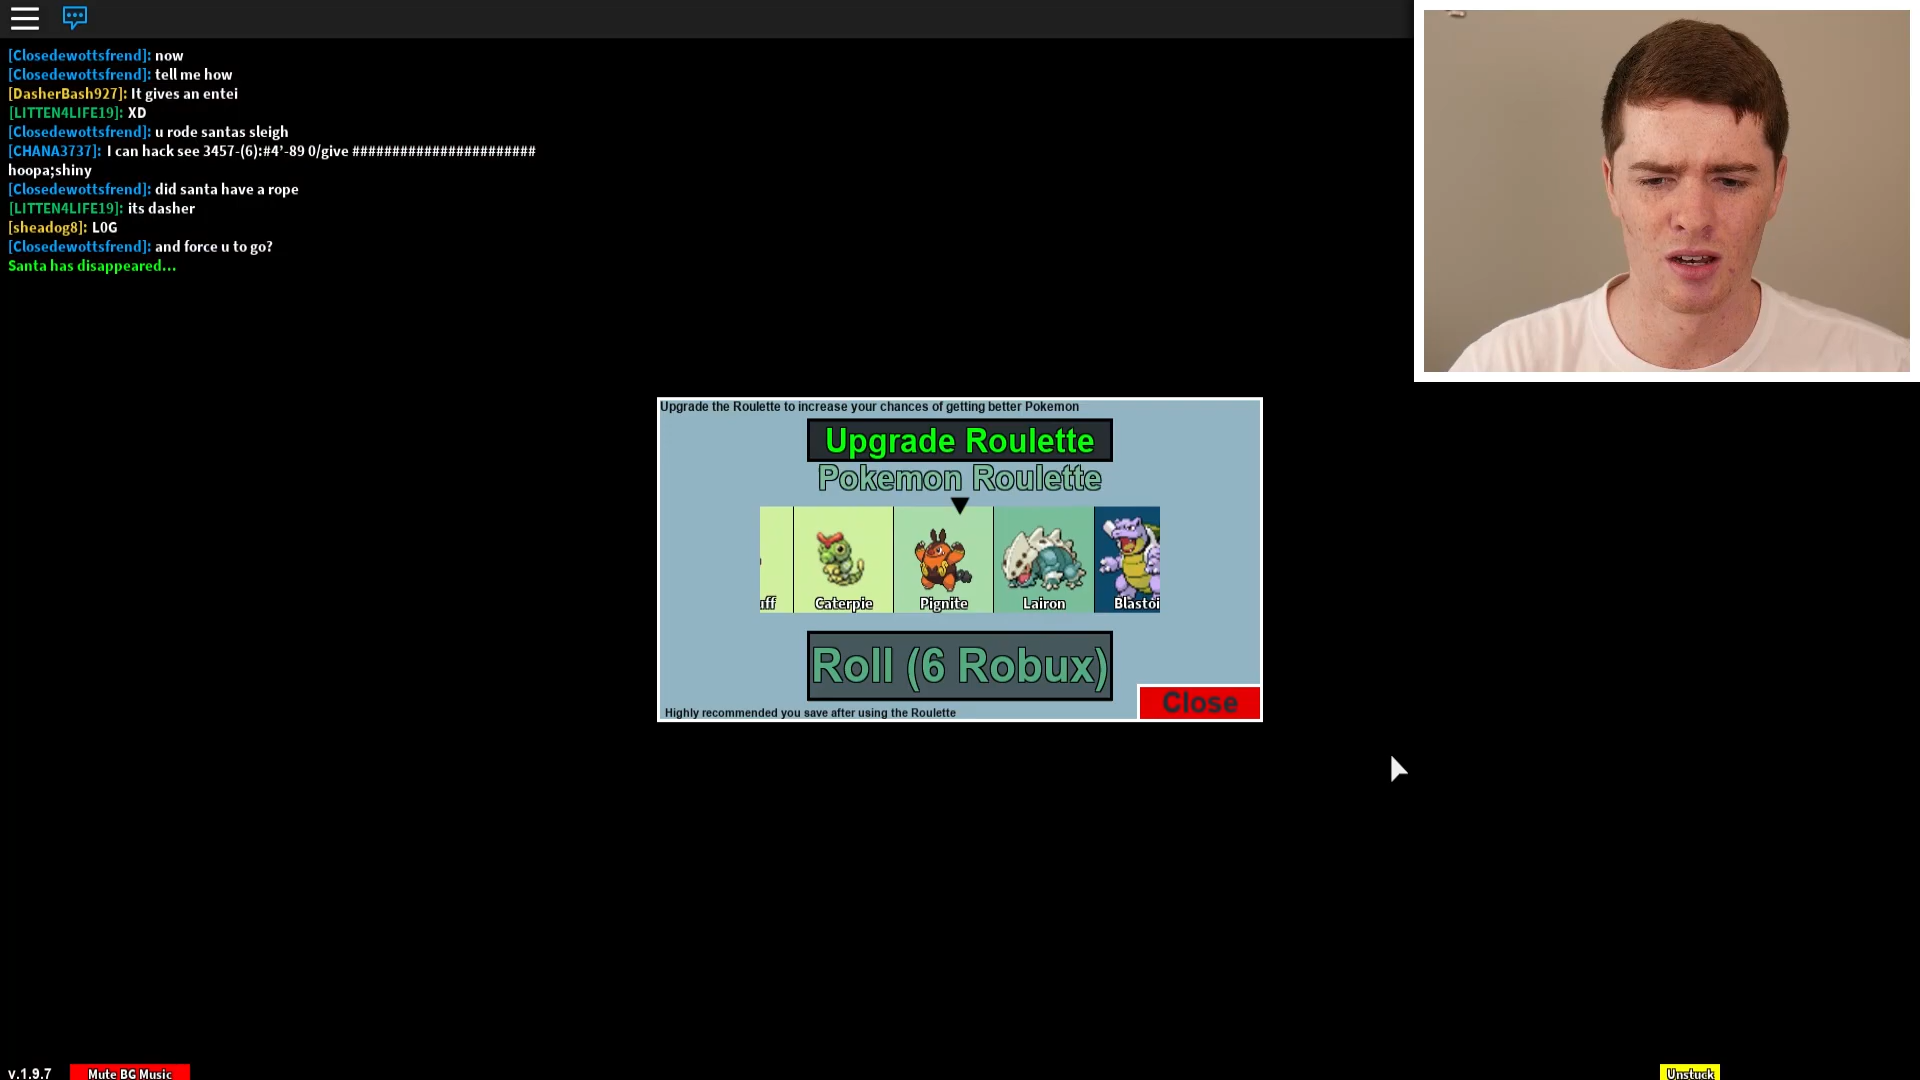 [Closedewottsfrend]: now
[Closedewottsfrend]: tell me how
[DasherBash927]: It gives an entei
[LITTEN4LIFE19]: XD
[Closedewottsfrend]: u rode santas sleigh
[CHANA3737]: I can hack see 3457-(6):#4'-89 0/give #######################
hoopa;shiny
[Closedewottsfrend]: did santa have a rope
[LITTEN4LIFE19]: its dasher
[sheadog8]: L0G
[Closedewottsfrend]: and force u to go?
Santa has disappeared...
Upgrade the Roulette to increase your chances of getting better Pokemon
Upgrade Roulette
Pokemon Roulette
uff Caterpie Pignite Lairon Blastoi
Roll (6 Robux)
Close
Highly recommended you save after using the Roulette
v.1.9.7 Mute BG Music Unstuck